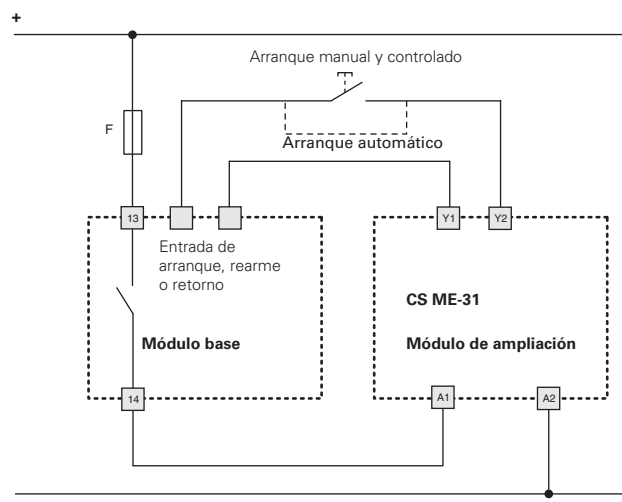 +
Arranque manual y controlado
F
Arranque automático
13
Y1
Y2
Entrada de
arranque, rearme
o retorno
CS ME-31
Módulo base
Módulo de ampliación
14
A1
A2